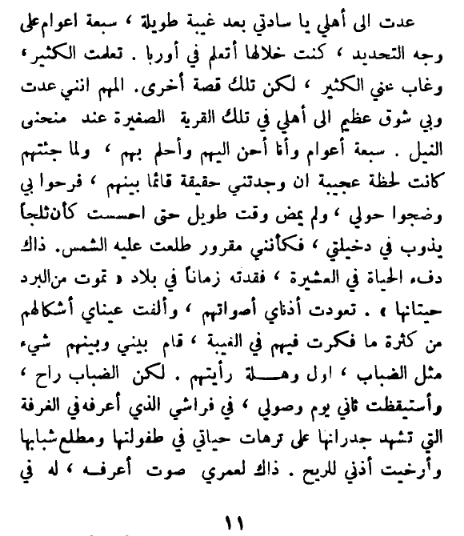 عدت الى أهلي يا سادتي بعد غيبة طويلة ، سبعة اعوام على
وجه التحديد ، كنت خلالها أتعلم في أوربا . تعلمت الكثير ،
وغاب عني الكثير ، لكن تلك قصة أخرى. المهم انني عدت
وبي شوق عظيم الى أهلي في تلك القرية الصغيرة عند منحنى
النيل . سبعة أعوام وأنا أحن اليهم وأحلم بهم ، ولما جئتهم
كانت لحظة عجيبة ان وجدتني حقيقة قائما بينهم ، فرحوا بي
وضجوا حولي ، ولم يمض وقت طويل حتى احسست كأن ثلجاً
يذوب في دخيلتي ، فكأنني مقرور طلعت عليه الشمس. ذاك
دفء الحياة في العشيرة ، فقدته زماناً في بلاد « تموت من البرد
حيتانها » . تعودت أذناي أصواتهم ، وألفت عيناي أشكالهم
من كثرة ما فكرت فيهم في الغيبة ، قام بيني وبينهم شيء
مثل الضباب ، اول وهـلـة رأيتهم . لكن الضباب راح ،
وأستيقظت ثاني يوم وصولي ، في فراشي الذي أعرفه في الغرفة
التي تشهد جدرانها على ترهات حياتي في طفولتها ومطلع شبابها
وأرخيت أذني للريح . ذاك لعمري صوت أعرفه ، له في
١١